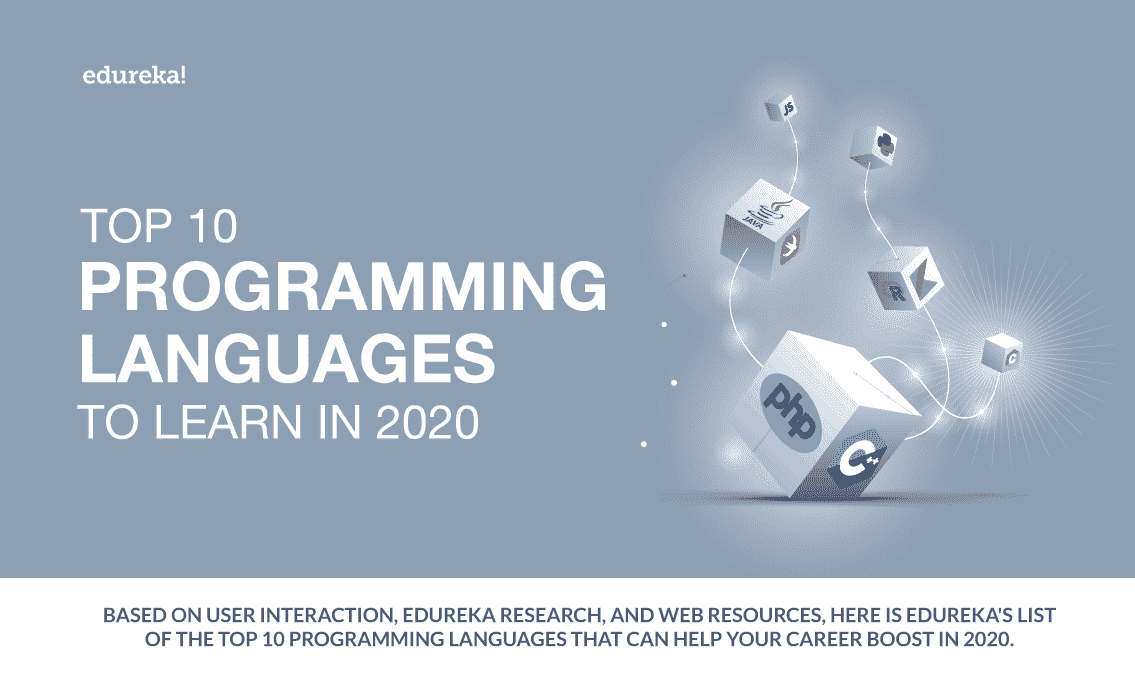 edureka!
TOP 10
PROGRAMMING
LANGUAGES
TO LEARN IN 2020
JS
JAVA
R
php
C++
C
BASED ON USER INTERACTION, EDUREKA RESEARCH, AND WEB RESOURCES, HERE IS EDUREKA'S LIST
OF THE TOP 10 PROGRAMMING LANGUAGES THAT CAN HELP YOUR CAREER BOOST IN 2020.